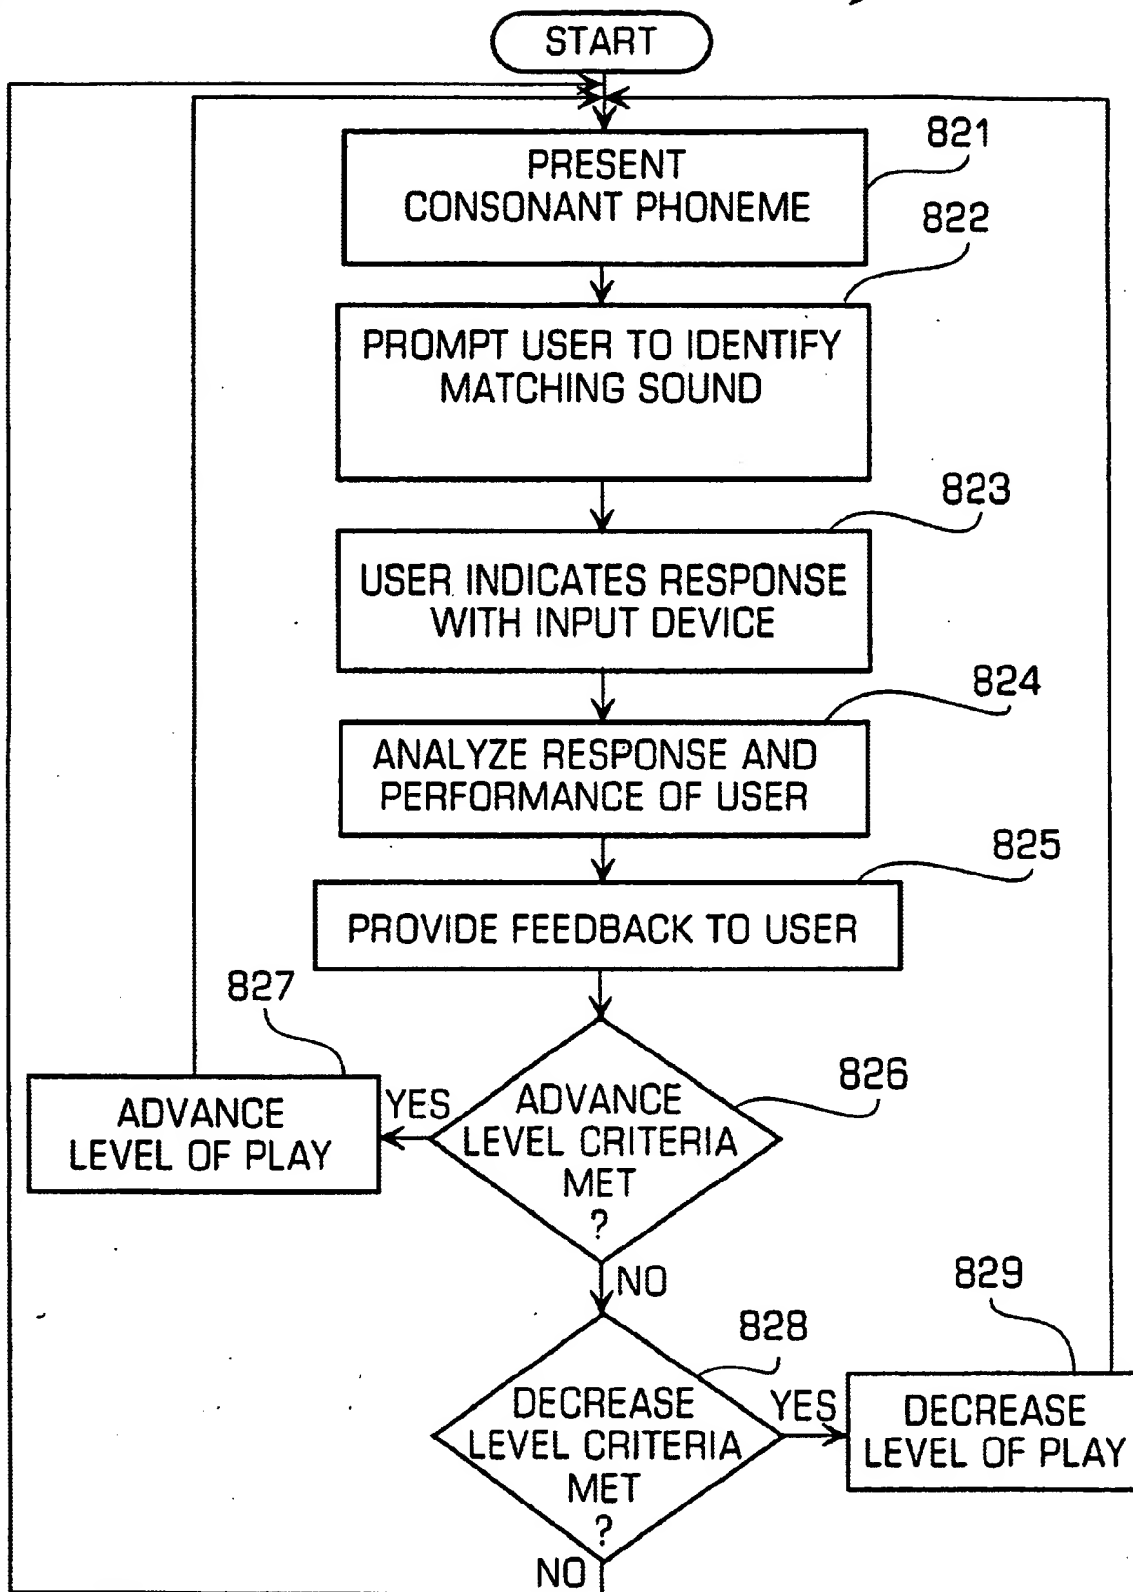 START
821
PRESENT
CONSONANT PHONEME
822
PROMPT USER TO IDENTIFY
MATCHING SOUND
823
USER INDICATES RESPONSE
WITH INPUT DEVICE
824
ANALYZE RESPONSE AND
PERFORMANCE OF USER
825
PROVIDE FEEDBACK TO USER
827
826
ADVANCE
LEVEL OF PLAY
YES
ADVANCE
LEVEL CRITERIA
MET
?
NO
829
828
DECREASE
LEVEL CRITERIA
MET
?
YES
DECREASE
LEVEL OF PLAY
NO